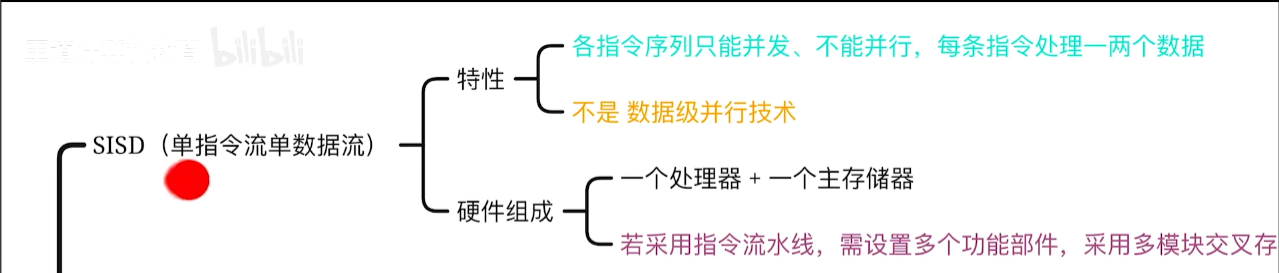 bilibili
各指令序列只能并发、不能并行，每条指令处理一两个数据
特性
不是 数据级并行技术
SISD（单指令流单数据流）
一个处理器 + 一个主存储器
硬件组成
若采用指令流水线，需设置多个功能部件，采用多模块交叉存